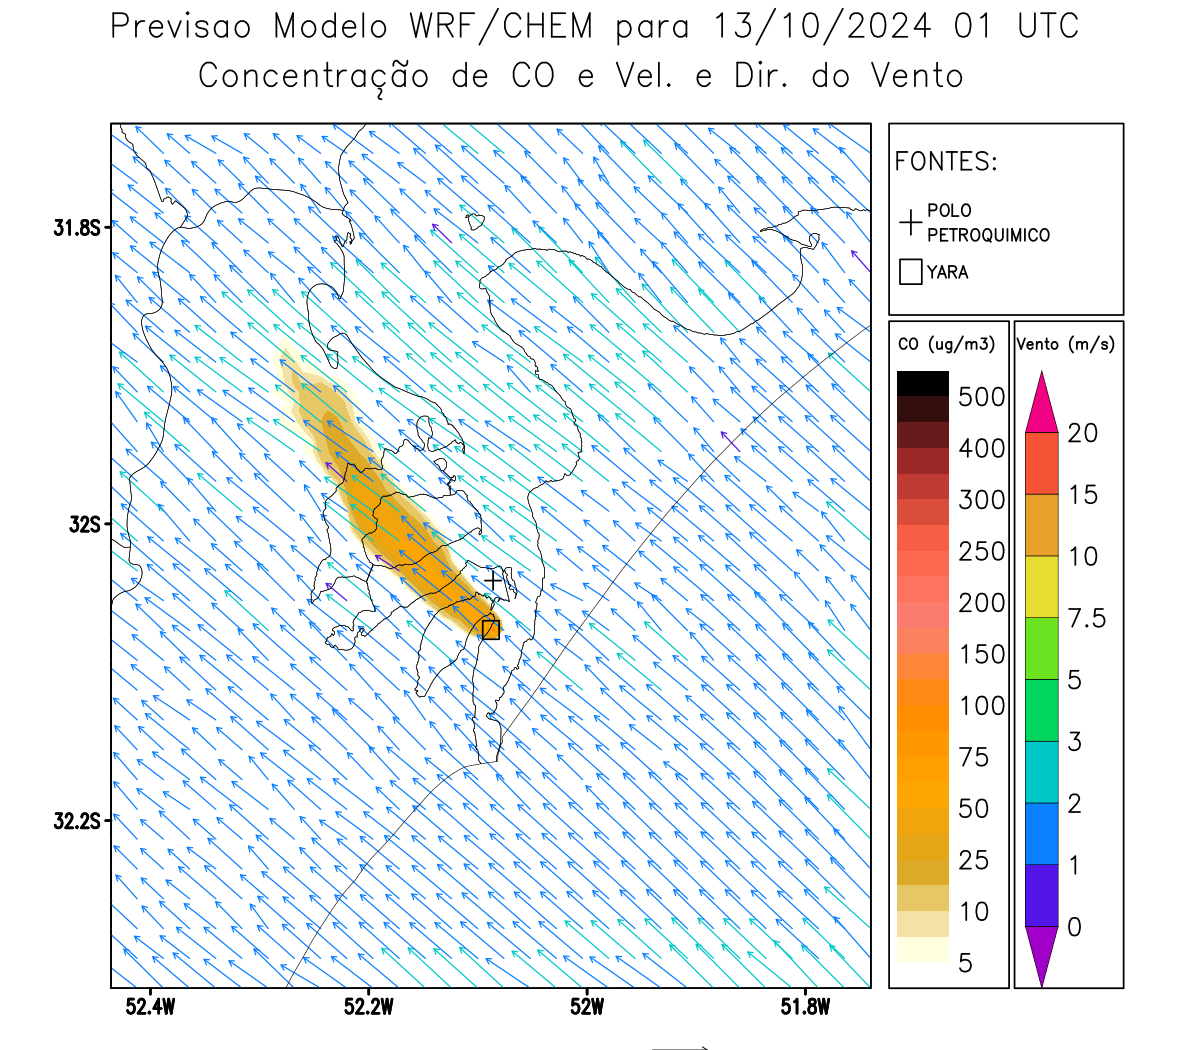 Previsao Modelo WRF/CHEM para 13/10/2024 01 UTC
Concentração de CO e Vel. e Dir. do Vento
FONTES:
POLO
PETROQUIMICO
YARA
CO (ug/m3)
500
400
300
250
200
150
100
75
50
25
10
5
Vento (m/s)
20
15
10
7.5
5
3
2
1
0
31.8S
32S
32.2S
52.4W
52.2W
52W
51.8W